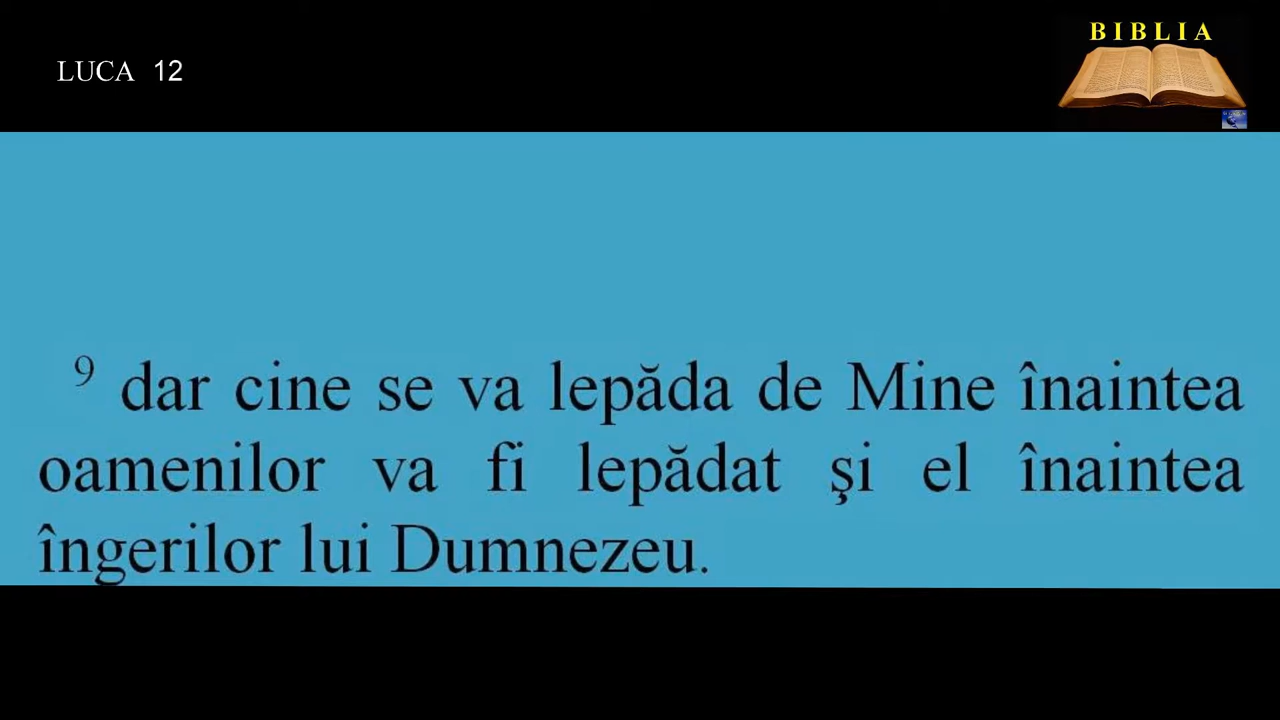 BIBLIA
LUCA 12
9 dar cine se va lepăda de Mine înaintea
oamenilor va fi lepădat şi el înaintea
îngerilor lui Dumnezeu.